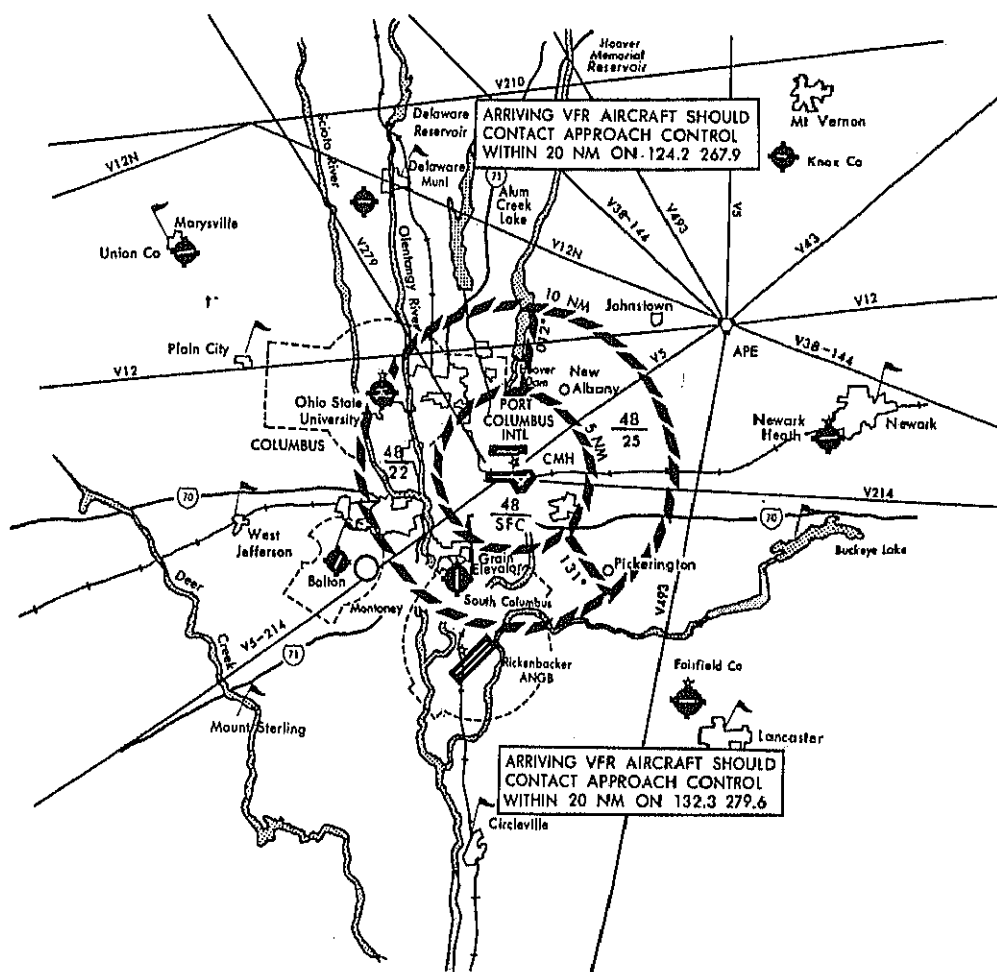 Hoover
Memorial
Reservoir
V210
Delaware
Reservoir
ARRIVING VFR AIRCRAFT SHOULD
CONTACT APPROACH CONTROL
WITHIN 20 NM ON 124.2 267.9
Mt Vernon
Knox Co
V12N
Scioto River
Delaware
Muni
71
Alum
Creek
Lake
V38-144
V493
V5
V43
Marysville
Union Co
V279
Olentangy River
V12N
10 NM
Johnstown
V12
Plain City
V12
012°
V5
APE
V38-144
Hoover
Dam
New
Albany
Ohio State
University
PORT
COLUMBUS
INTL
5 NM
48
25
Newark
Heath
Newark
COLUMBUS
48
22
CMH
V214
70
48
SFC
70
West
Jefferson
Buckeye Lake
Bolton
Grain
Elevator
131°
Pickerington
Deer
Creek
Montoney
South Columbus
V493
V5-214
71
Rickenbacker
ANGB
Fairfield Co
Mount Sterling
Lancaster
ARRIVING VFR AIRCRAFT SHOULD
CONTACT APPROACH CONTROL
WITHIN 20 NM ON 132.3 279.6
Circleville